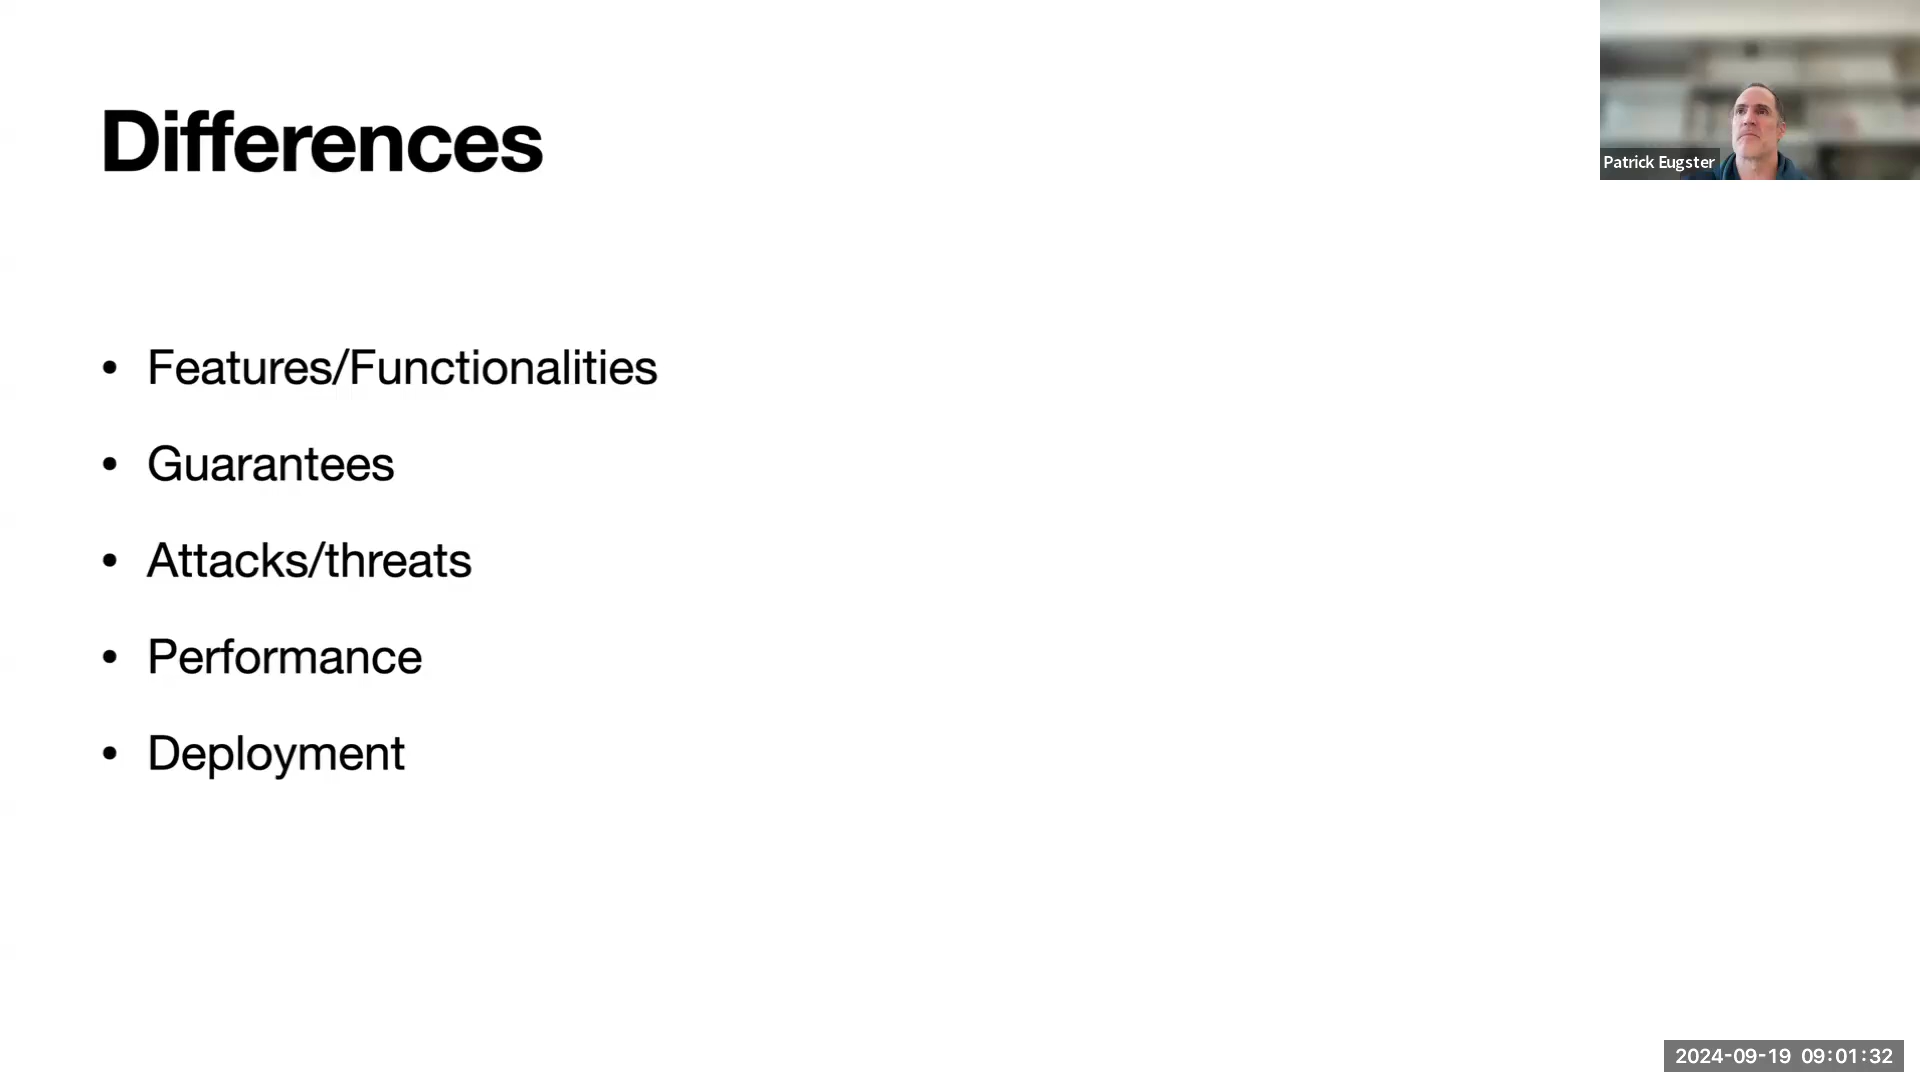 Differences
Patrick Eugster
• Features/Functionalities
• Guarantees
• Attacks/threats
• Performance
• Deployment
2024-09-19 09:01:32